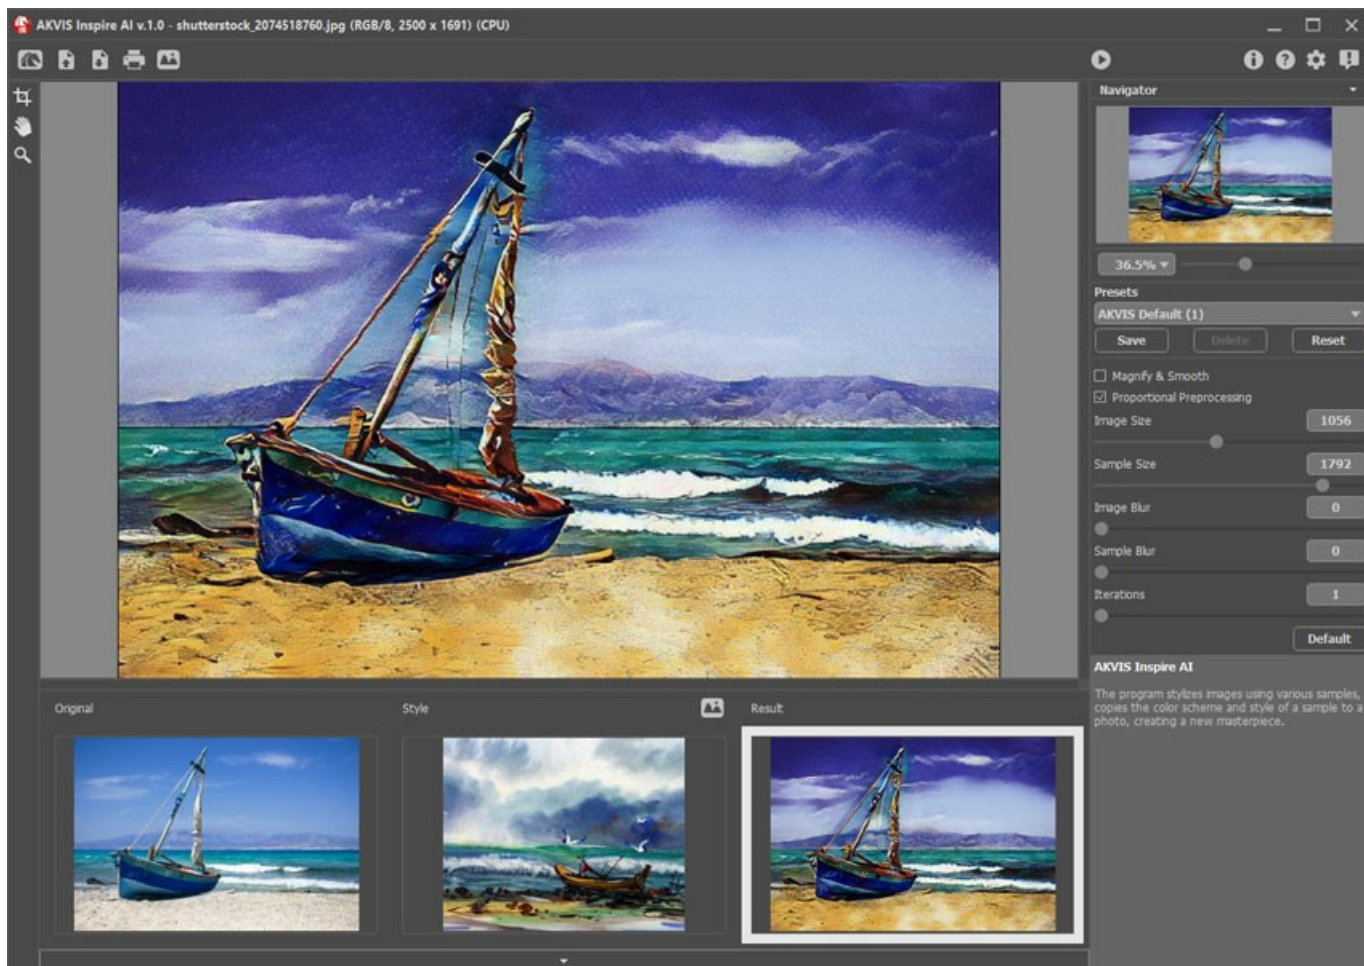 AKVIS Inspire AI v.1.0 - shutterstock_2074518760.jpg (RGB/8, 2500 x 1691) (CPU)
Navigator
36.5%
Presets
AKVIS Default (1)
Save Delete Reset
Magnify & Smooth
Proportional Preprocessing
Image Size 1056
Sample Size 1792
Image Blur 0
Sample Blur 0
Iterations 1
Default
AKVIS Inspire AI
The program stylizes images using various samples,
copies the color scheme and style of a sample to a
photo, creating a new masterpiece.
Original Style Result